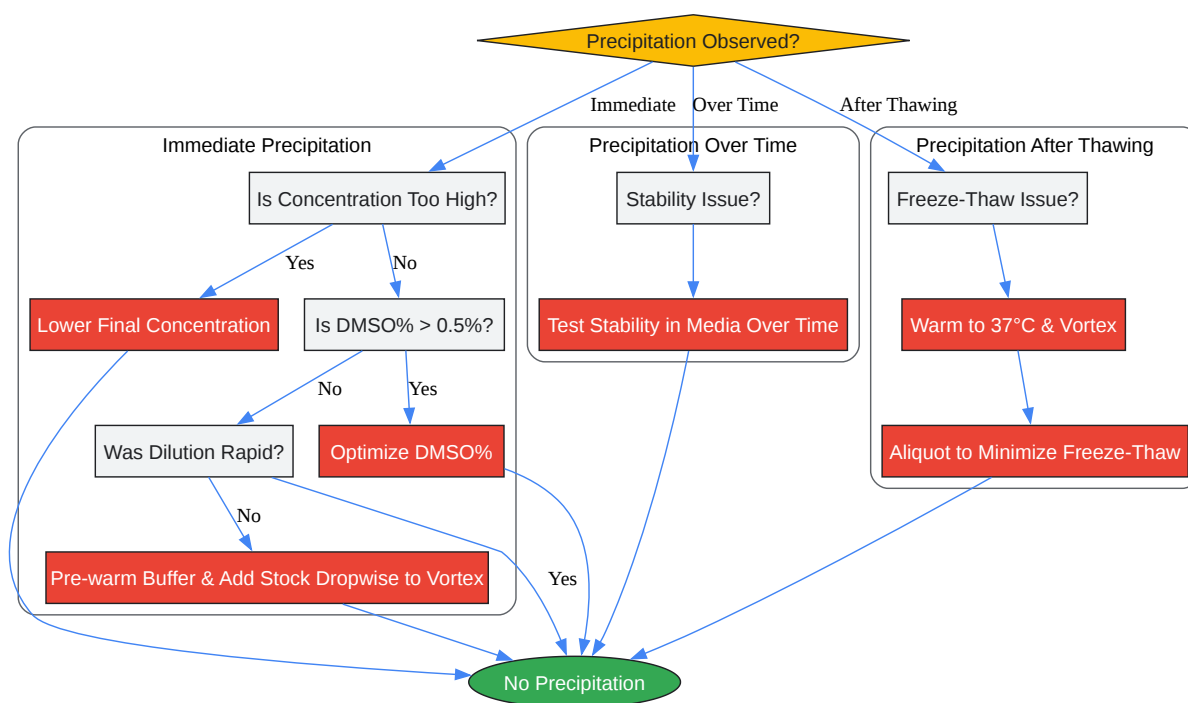 Precipitation Observed?
Immediate
Over Time
After Thawing
Immediate Precipitation
Precipitation Over Time
Precipitation After Thawing
Is Concentration Too High?
Stability Issue?
Freeze-Thaw Issue?
Yes
No
Lower Final Concentration
Is DMSO% > 0.5%?
Test Stability in Media Over Time
Warm to 37°C & Vortex
No
Yes
Was Dilution Rapid?
Optimize DMSO%
Aliquot to Minimize Freeze-Thaw
No
Pre-warm Buffer & Add Stock Dropwise to Vortex
Yes
No Precipitation